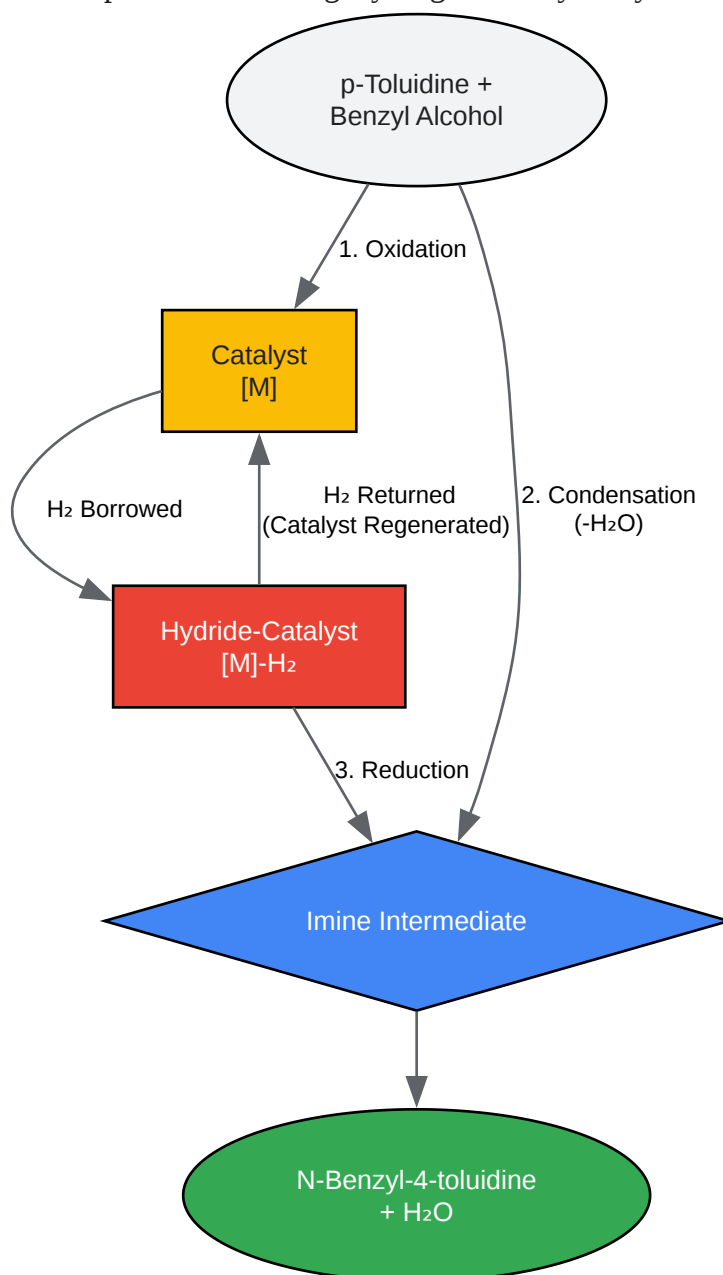 p-Toluidine +
Benzyl Alcohol
1. Oxidation
Catalyst
[M]
H₂ Borrowed
H₂ Returned
(Catalyst Regenerated)
2. Condensation
(-H₂O)
Hydride-Catalyst
[M]-H₂
3. Reduction
Imine Intermediate
N-Benzyl-4-toluidine
+ H₂O